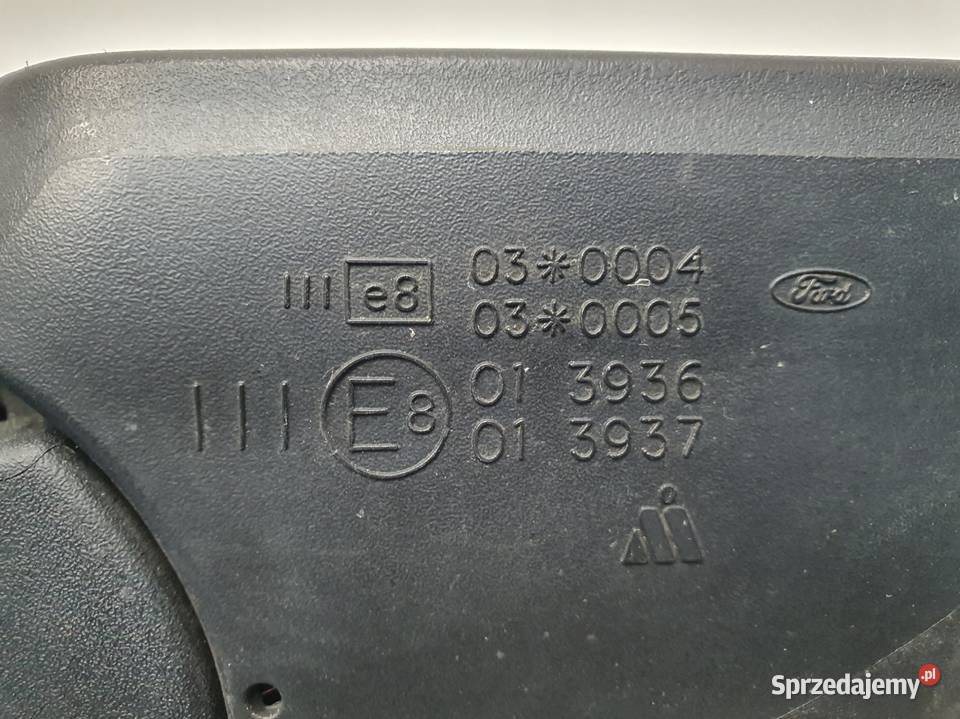 III e8 03*0004
03*0005
Ford
III E8 01 3936
01 3937
Sprzedajemy.pl